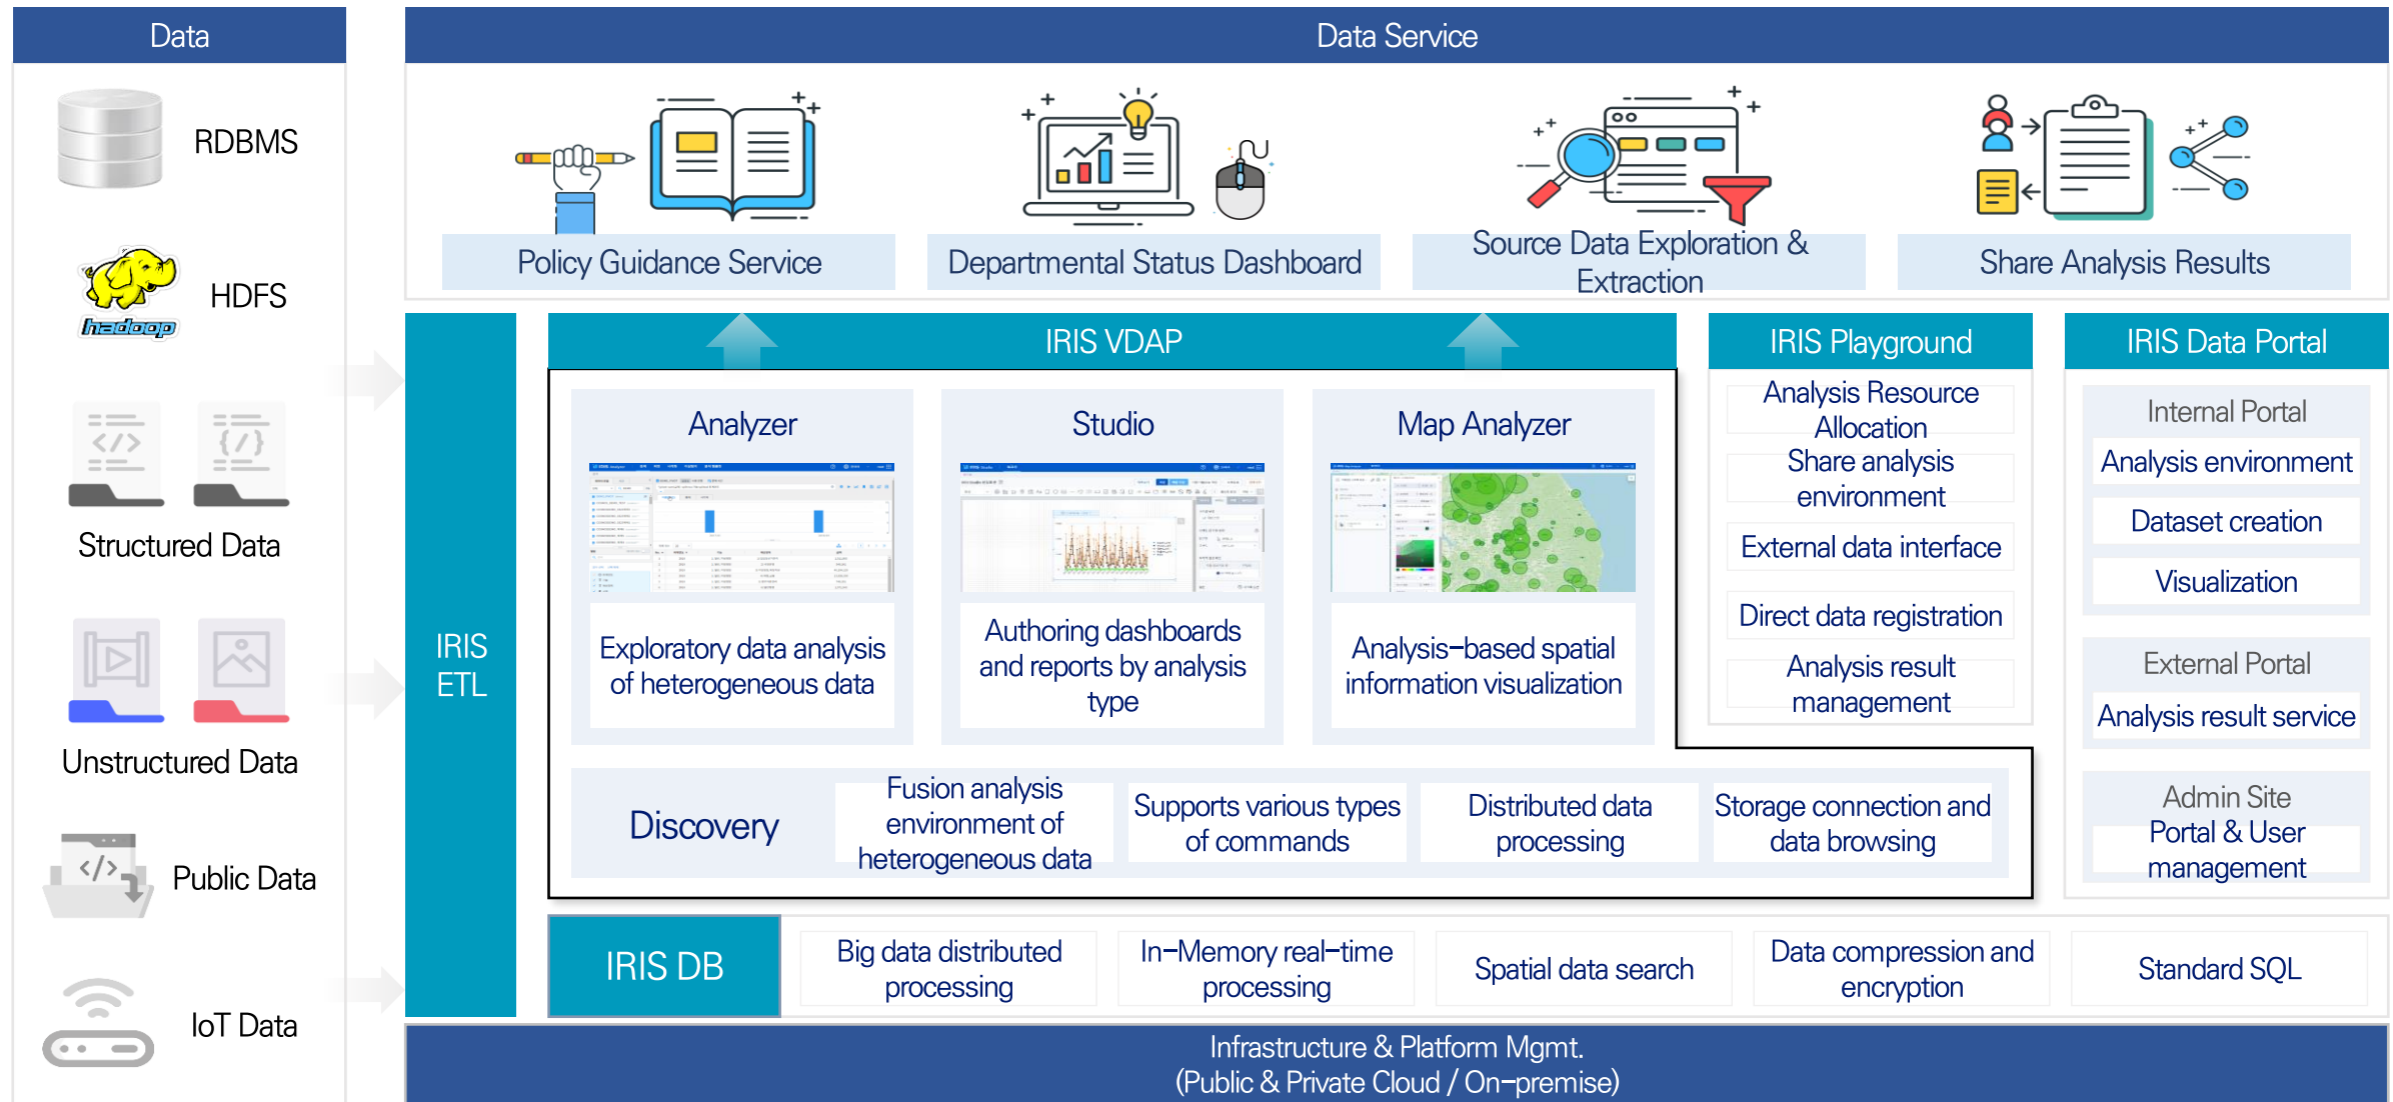 Data
RDBMS
hadoop
HDFS
Structured Data
Unstructured Data
Public Data
IoT Data
Data Service
Policy Guidance Service
Departmental Status Dashboard
Source Data Exploration &
Extraction
Share Analysis Results
IRIS
ETL
IRIS VDAP
Analyzer
Exploratory data analysis
of heterogeneous data
Studio
Authoring dashboards
and reports by analysis
type
Map Analyzer
Analysis-based spatial
information visualization
Discovery
Fusion analysis
environment of
heterogeneous data
Supports various types
of commands
Distributed data
processing
Storage connection and
data browsing
IRIS Playground
Analysis Resource
Allocation
Share analysis
environment
External data interface
Direct data registration
Analysis result
management
IRIS Data Portal
Internal Portal
Analysis environment
Dataset creation
Visualization
External Portal
Analysis result service
Admin Site
Portal & User
management
IRIS DB
Big data distributed
processing
In-Memory real-time
processing
Spatial data search
Data compression and
encryption
Standard SQL
Infrastructure & Platform Mgmt.
(Public & Private Cloud / On-premise)